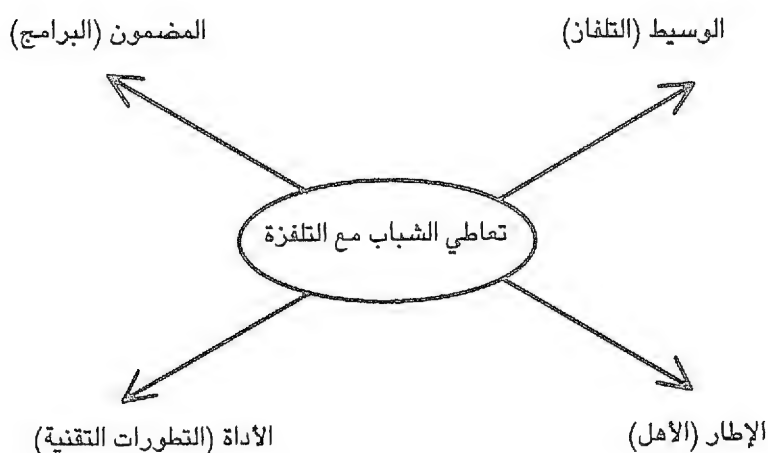 الوسيط (التلفاز)
المضمون (البرامج)
تعاطي الشباب مع التلفزة
الإطار (الأهل)
الأداة (التطورات التقنية)